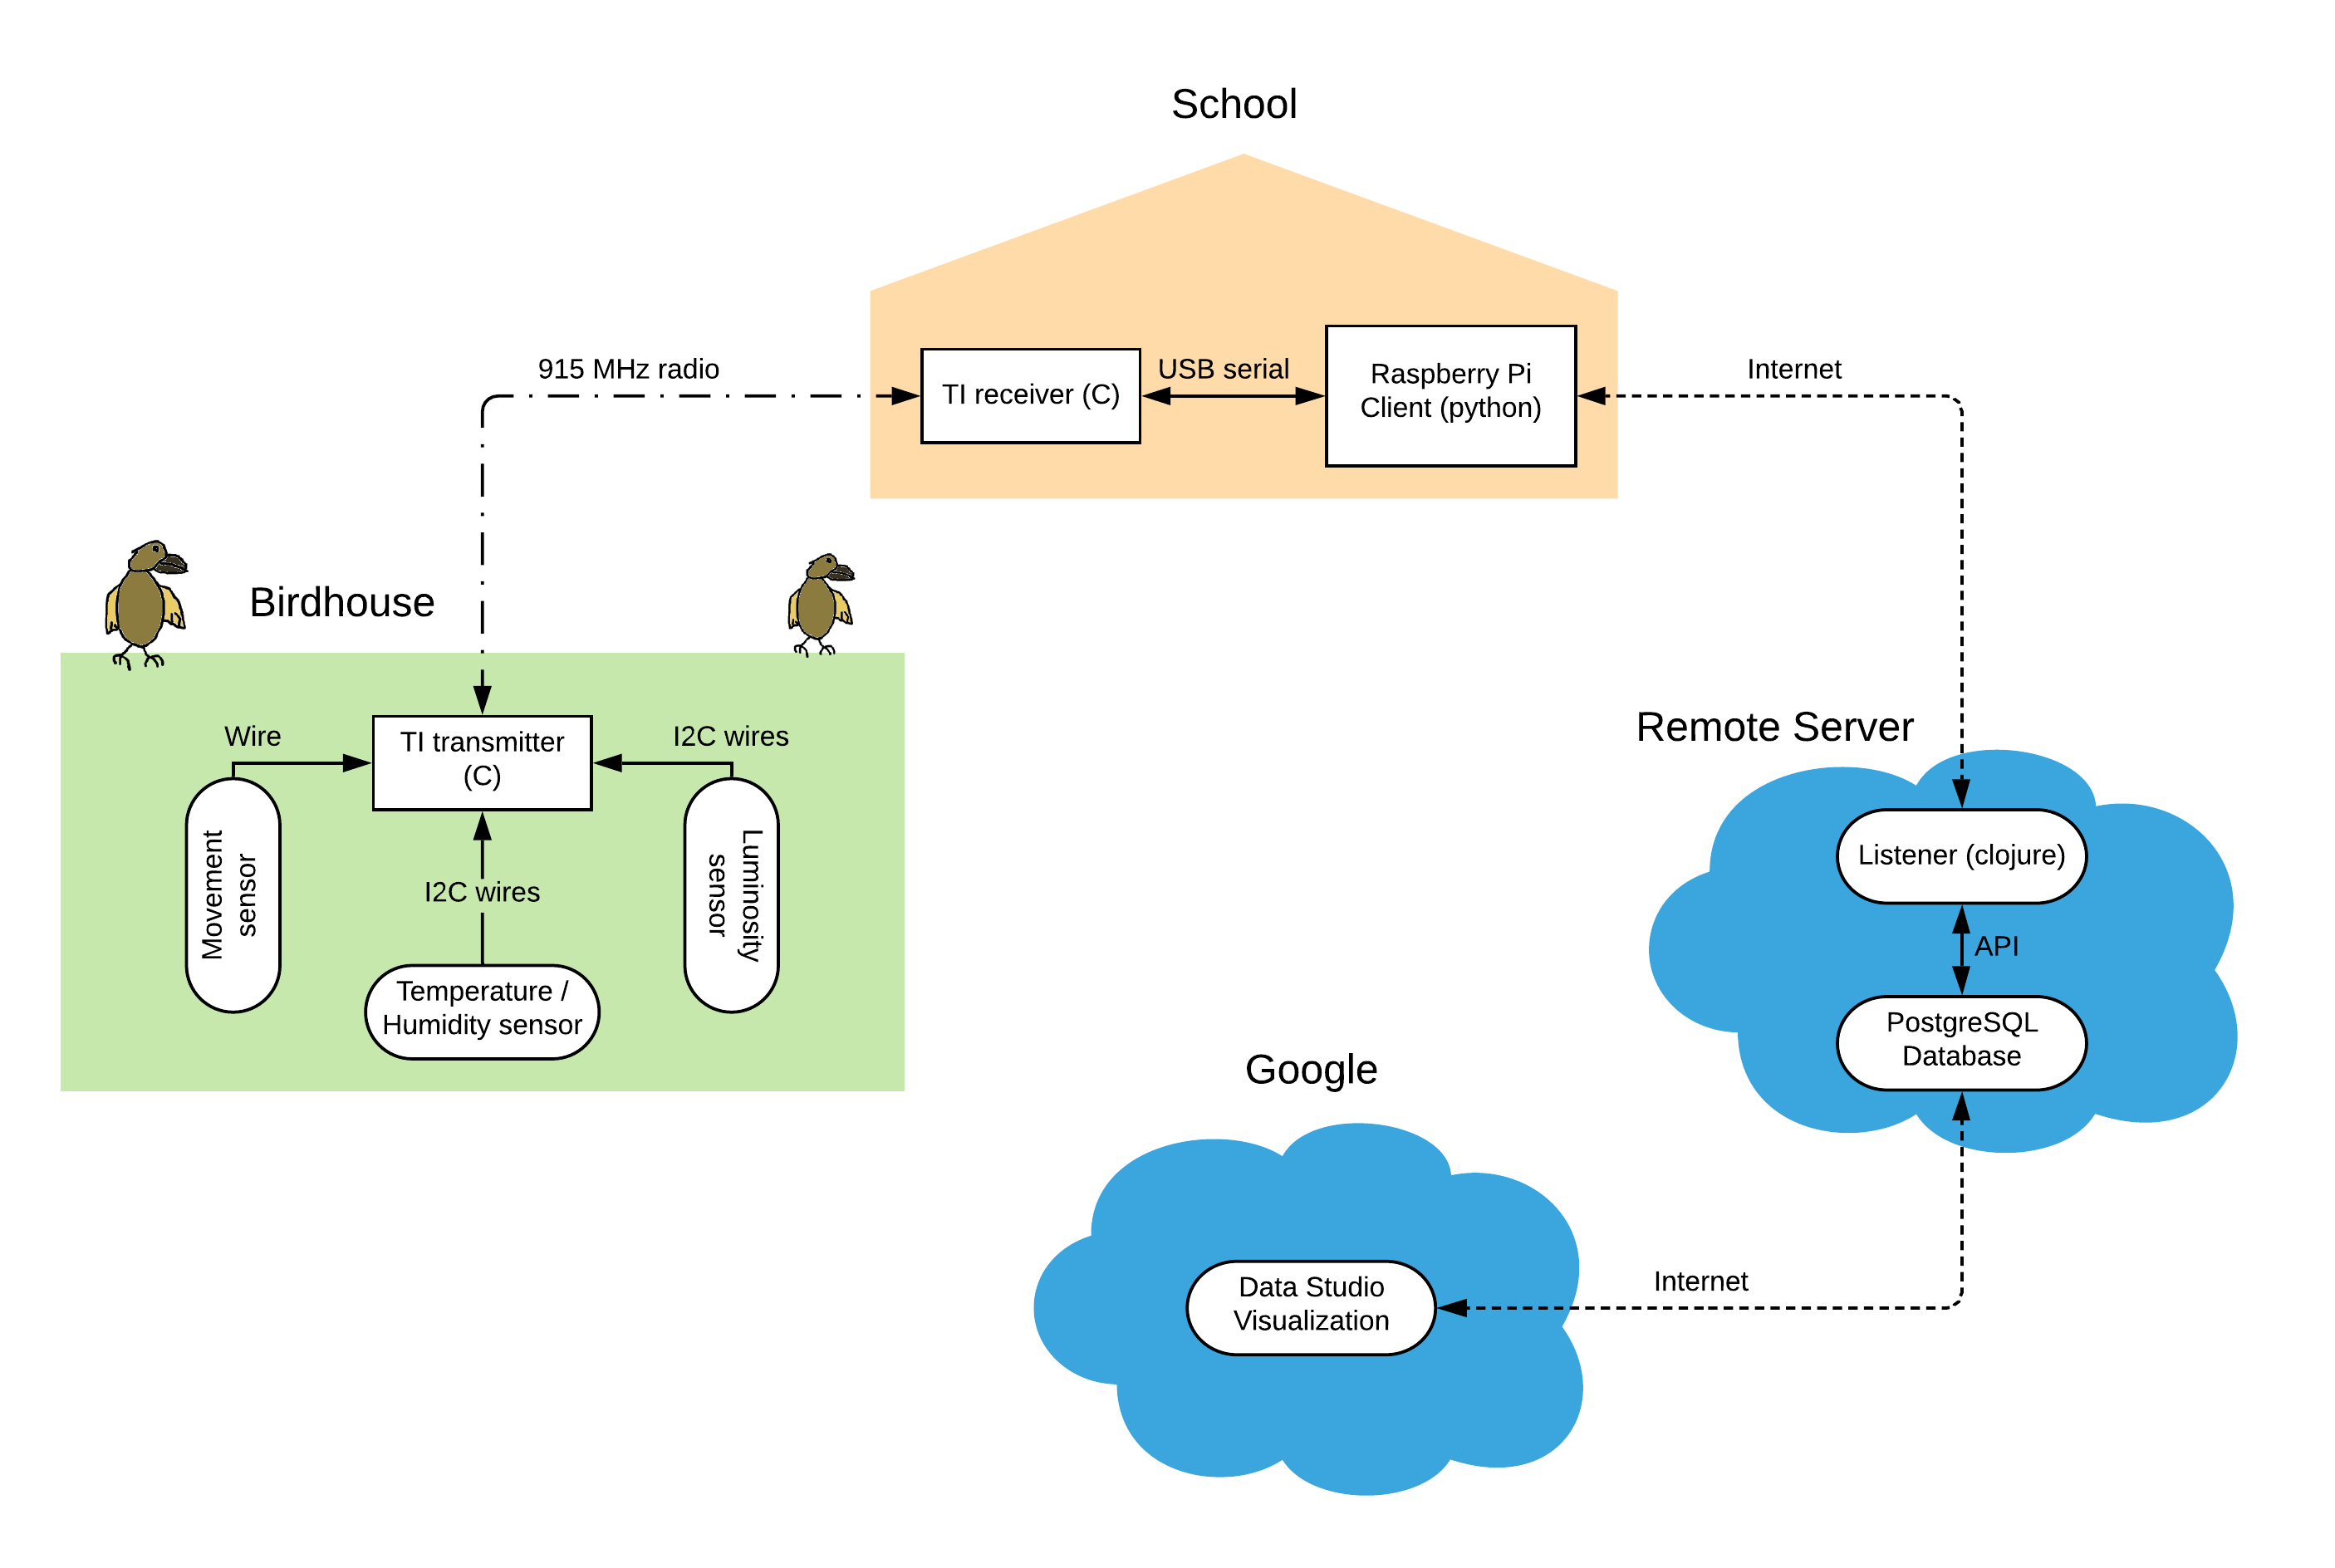 School
915 MHz radio
TI receiver (C)
USB serial
Raspberry Pi
Client (python)
Internet
Birdhouse
Wire
TI transmitter
(C)
I2C wires
Movement
sensor
I2C wires
Luminosity
sensor
Temperature /
Humidity sensor
Remote Server
Listener (clojure)
API
PostgreSQL
Database
Google
Data Studio
Visualization
Internet